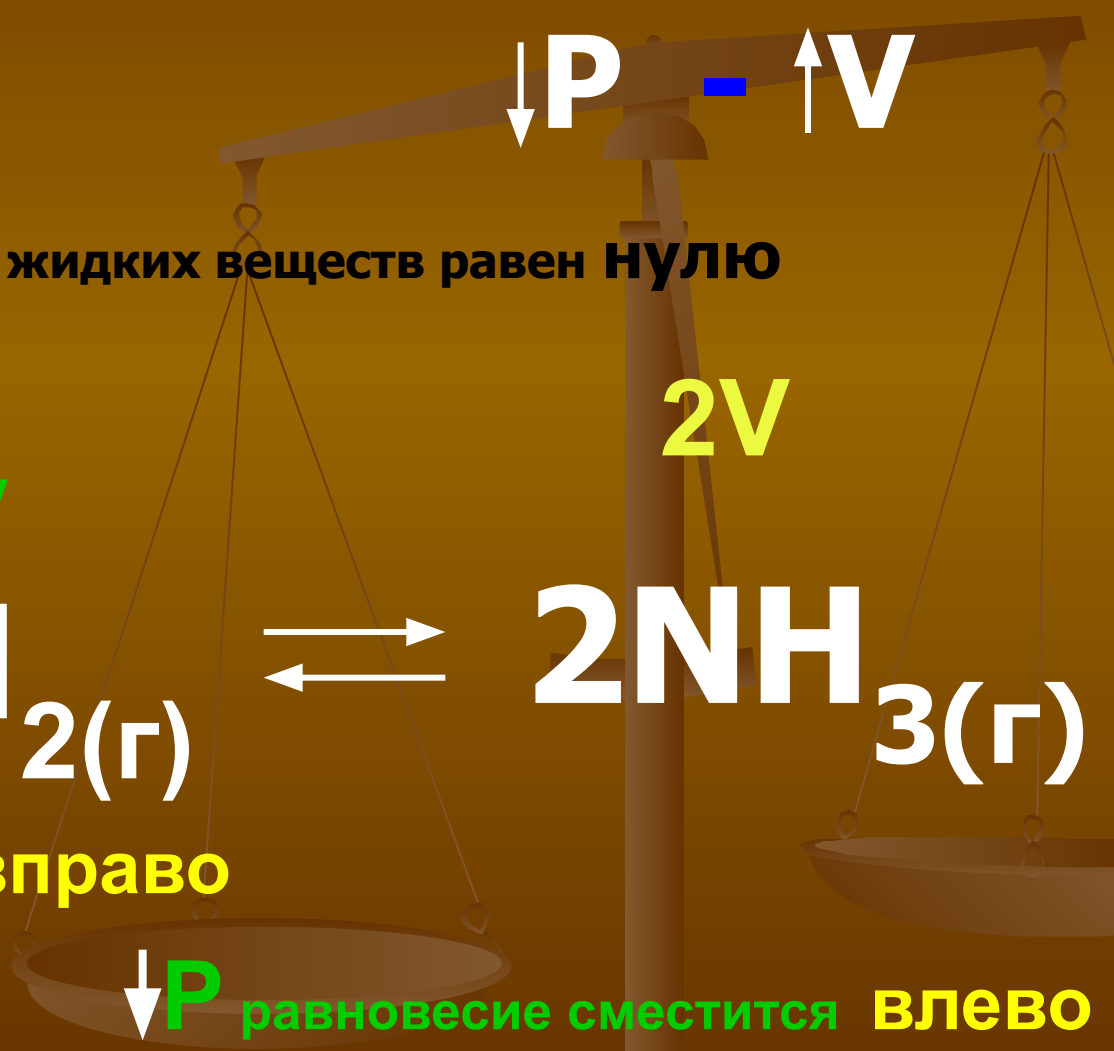 ↓P - ↑V
жидких веществ равен нулю
2V
2(г) ⇄ 2NH3(г)
вправо
↓P равновесие сместится влево